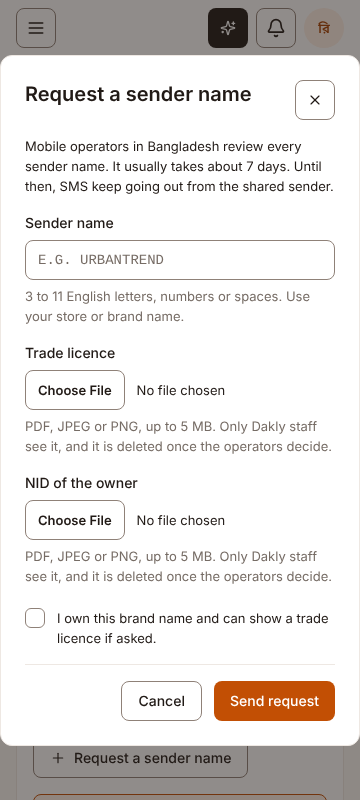 রি
Request a sender name
Mobile operators in Bangladesh review every
sender name. It usually takes about 7 days. Until
then, SMS keep going out from the shared sender.
Sender name
E.G. URBANTREND
3 to 11 English letters, numbers or spaces. Use
your store or brand name.
Trade licence
Choose File No file chosen
PDF, JPEG or PNG, up to 5 MB. Only Dakly staff
see it, and it is deleted once the operators decide.
NID of the owner
Choose File No file chosen
PDF, JPEG or PNG, up to 5 MB. Only Dakly staff
see it, and it is deleted once the operators decide.
I own this brand name and can show a trade
licence if asked.
Cancel Send request
+ Request a sender name